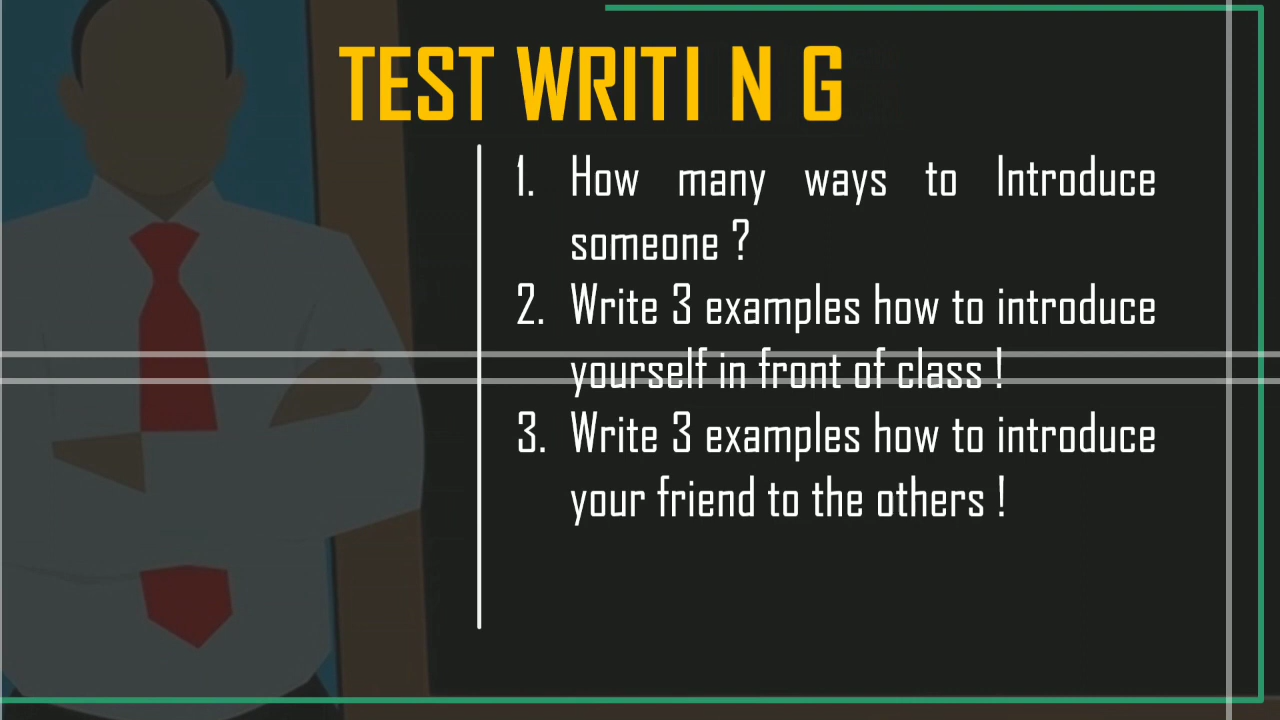 TEST WRITI N G
1. How many ways to Introduce
someone ?
2. Write 3 examples how to introduce
yourself in front of class !
3. Write 3 examples how to introduce
your friend to the others !